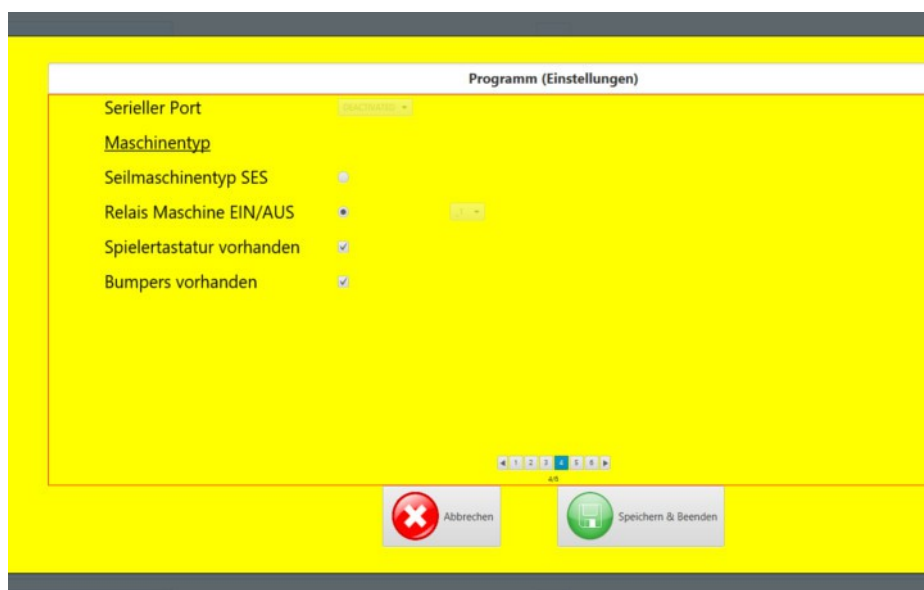 Programm (Einstellungen)
Serieller Port DEACTIVATED
Maschinentyp
Seilmaschinentyp SES
Relais Maschine EIN/AUS
Spielertastatur vorhanden
Bumpers vorhanden
1 2 3 4 5 6
Abbrechen Speichern & Beenden